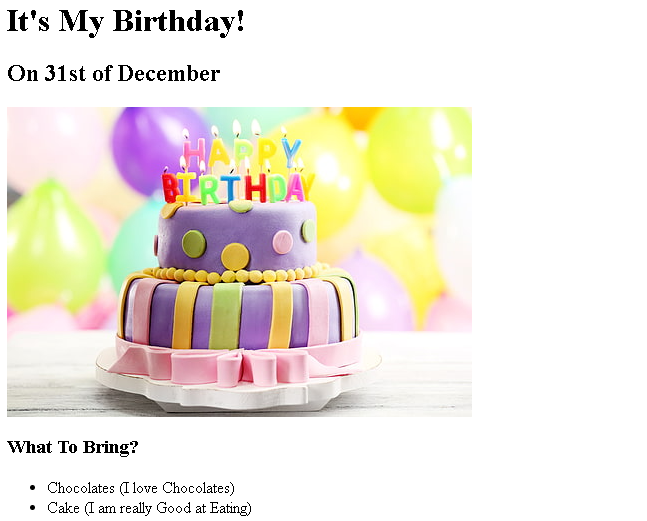 It's My Birthday!
On 31st of December
HAPPY
BIRTHDAY
What To Bring?
Chocolates (I love Chocolates)
Cake (I am really Good at Eating)